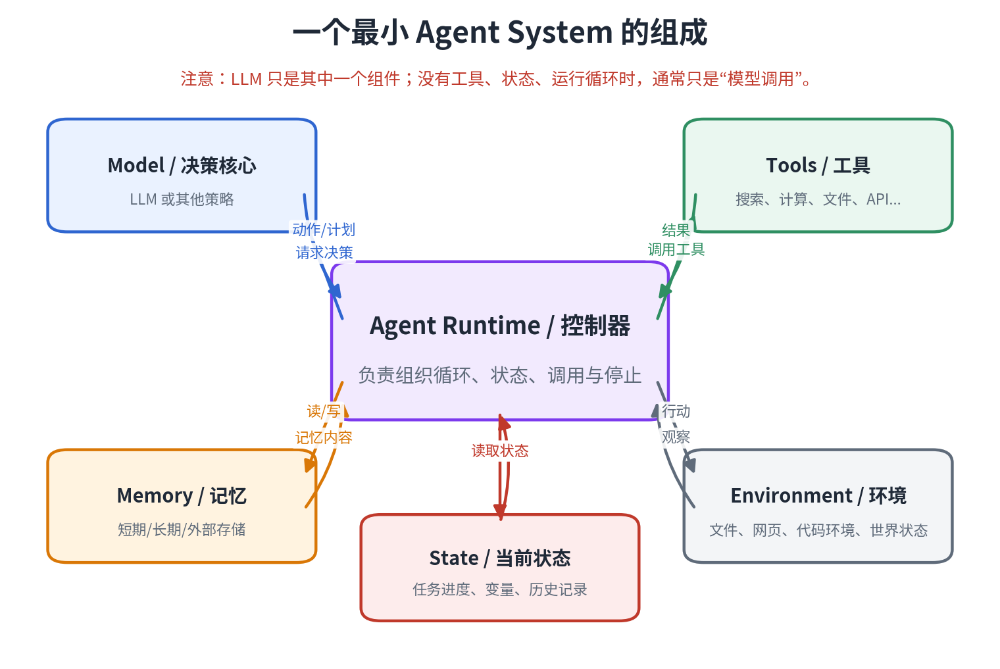 一个最小 Agent System 的组成
注意：LLM 只是其中一个组件；没有工具、状态、运行循环时，通常只是“模型调用”。
Model / 决策核心
LLM 或其他策略
Tools / 工具
搜索、计算、文件、API...
动作/计划
请求决策
结果
调用工具
Agent Runtime / 控制器
负责组织循环、状态、调用与停止
读/写
记忆内容
行动
观察
读取状态
Memory / 记忆
短期/长期/外部存储
Environment / 环境
文件、网页、代码环境、世界状态
State / 当前状态
任务进度、变量、历史记录